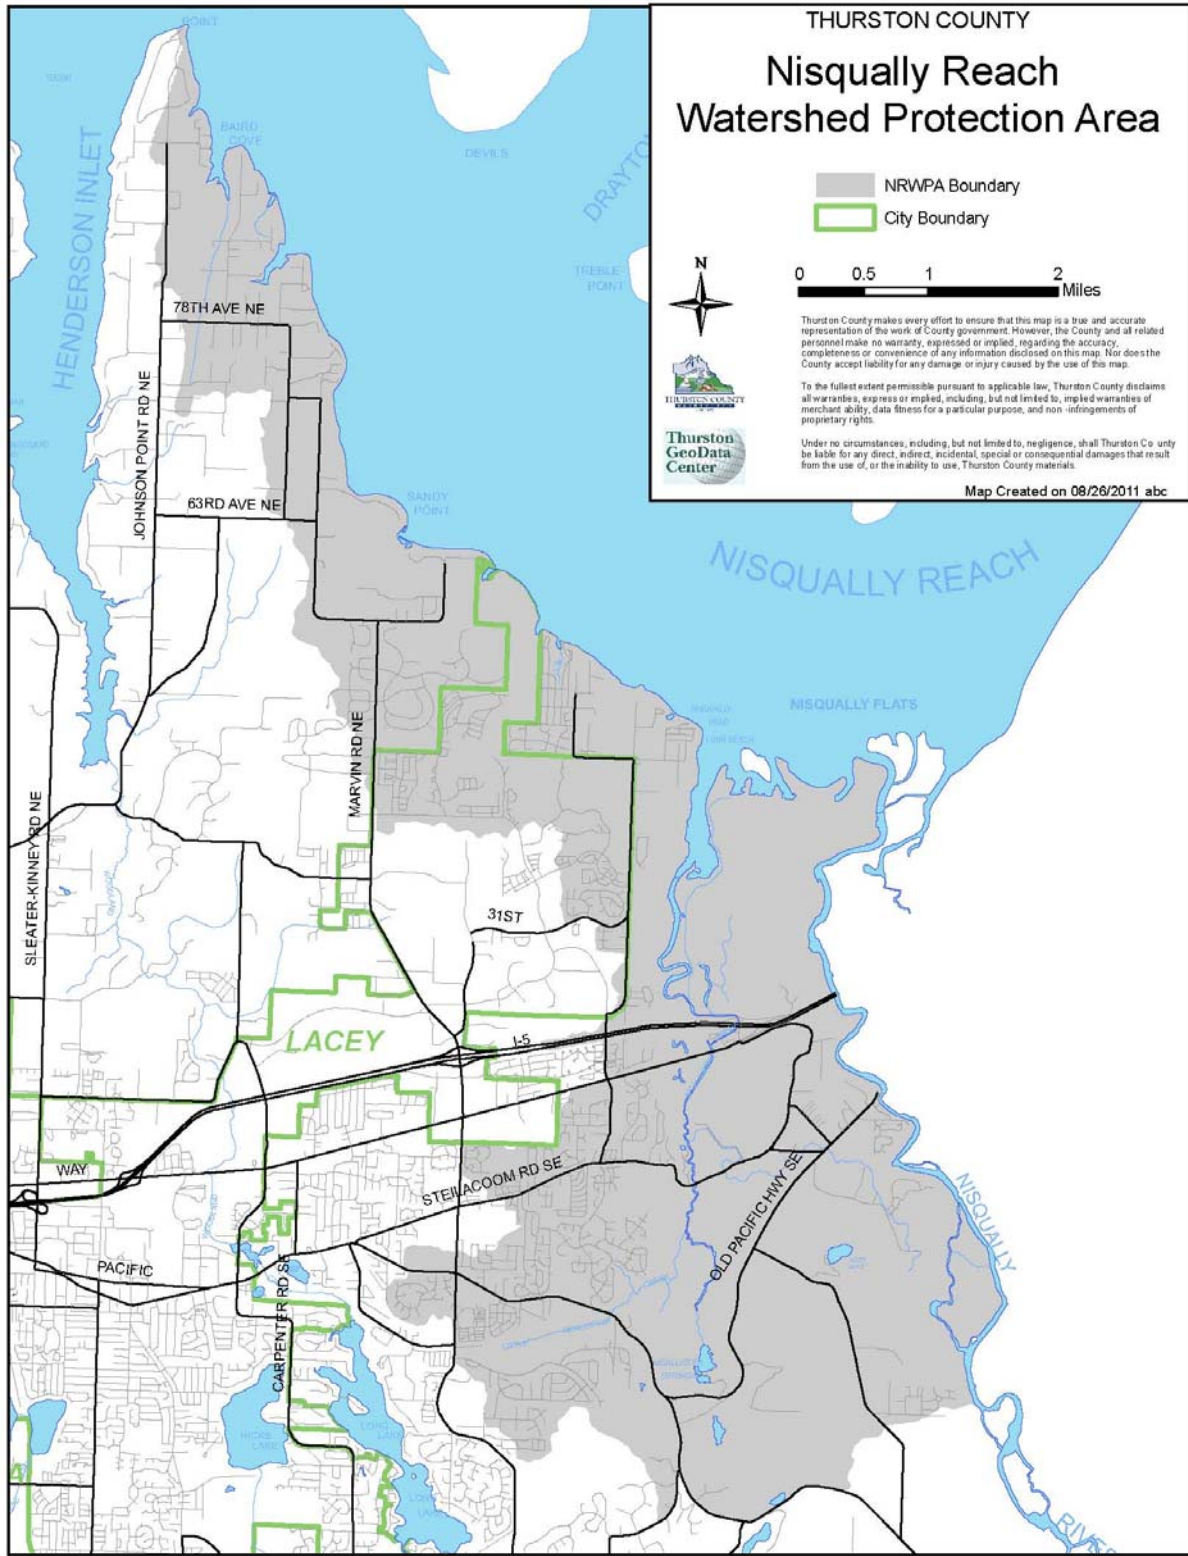 THURSTON COUNTY
Nisqually Reach
Watershed Protection Area
NRWPA Boundary
City Boundary
N
0 0.5 1 2
Miles
Thurston County makes every effort to ensure that this map is a true and accurate
representation of the work of County government. However, the County and all related
personnel make no warranty, expressed or implied, regarding the accuracy,
completeness or convenience of any information disclosed on this map. Nor does the
County accept liability for any damage or injury caused by the use of this map.
To the fullest extent permissible pursuant to applicable law, Thurston County disclaims
all warranties, express or implied, including, but not limited to, implied warranties of
merchant ability, data fitness for a particular purpose, and non -infringements of
proprietary rights.
Under no circumstances, including, but not limited to, negligence, shall Thurston Co unty
be liable for any direct, indirect, incidental, special or consequential damages that result
from the use of, or the inability to use, Thurston County materials.
THURSTON COUNTY
Thurston
GeoData
Center
Map Created on 08/26/2011 abc
POINT
HENDERSON INLET
BAIRD
COVE
DEVILS
DRAYTON
TREBLE
POINT
78TH AVE NE
JOHNSON POINT RD NE
63RD AVE NE
SANDY
POINT
NISQUALLY REACH
NISQUALLY FLATS
MARVIN RD NE
SLEATER-KINNEY RD NE
WOODLAND
31ST
LACEY
I-5
WAY
STEILACOOM RD SE
OLD PACIFIC HWY SE
NISQUALLY
PACIFIC
CARPENTER RD SE
HICKS
LAKE
LONG
LAKE
LONG
LAKE
RIVER